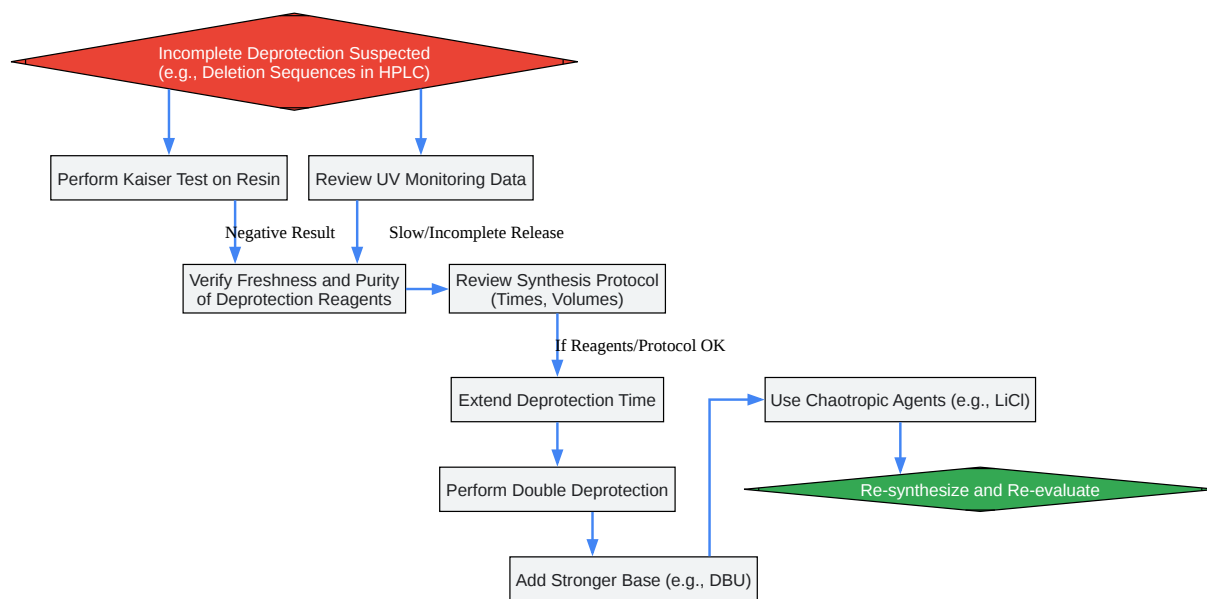 Incomplete Deprotection Suspected
(e.g., Deletion Sequences in HPLC)
Perform Kaiser Test on Resin
Review UV Monitoring Data
Negative Result
Slow/Incomplete Release
Verify Freshness and Purity
of Deprotection Reagents
Review Synthesis Protocol
(Times, Volumes)
If Reagents/Protocol OK
Extend Deprotection Time
Use Chaotropic Agents (e.g., LiCl)
Perform Double Deprotection
Re-synthesize and Re-evaluate
Add Stronger Base (e.g., DBU)